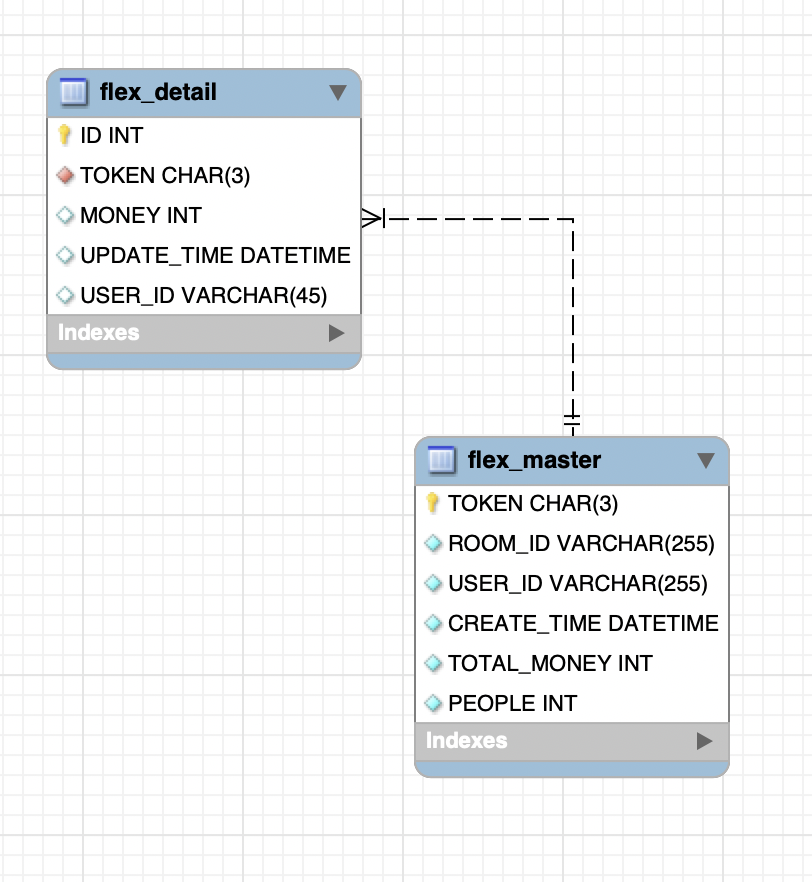 flex_detail
ID INT
TOKEN CHAR(3)
MONEY INT
UPDATE_TIME DATETIME
USER_ID VARCHAR(45)
Indexes
flex_master
TOKEN CHAR(3)
ROOM_ID VARCHAR(255)
USER_ID VARCHAR(255)
CREATE_TIME DATETIME
TOTAL_MONEY INT
PEOPLE INT
Indexes